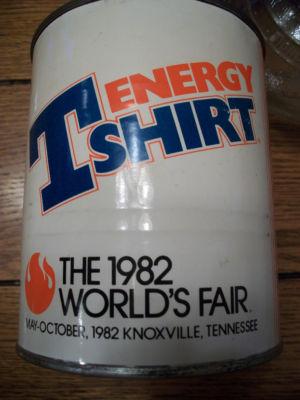 ENERGY
T SHIRT
THE 1982
WORLD'S FAIR
MAY-OCTOBER, 1982 KNOXVILLE, TENNESSEE